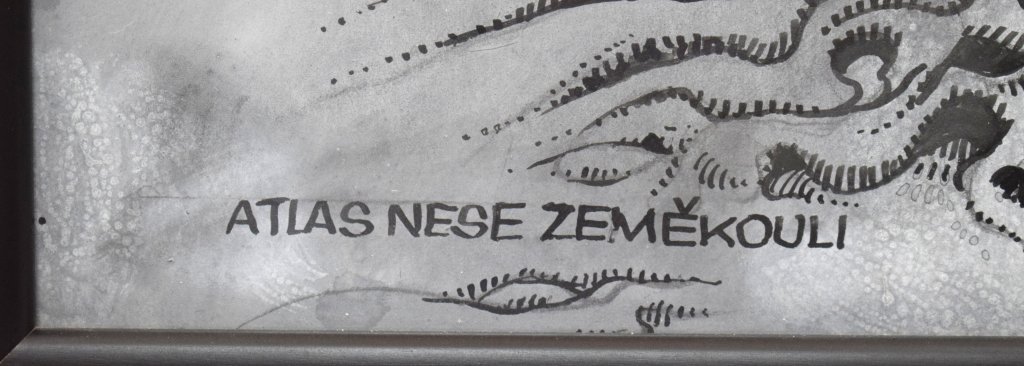 ATLAS NESE ZEMĚKOULI